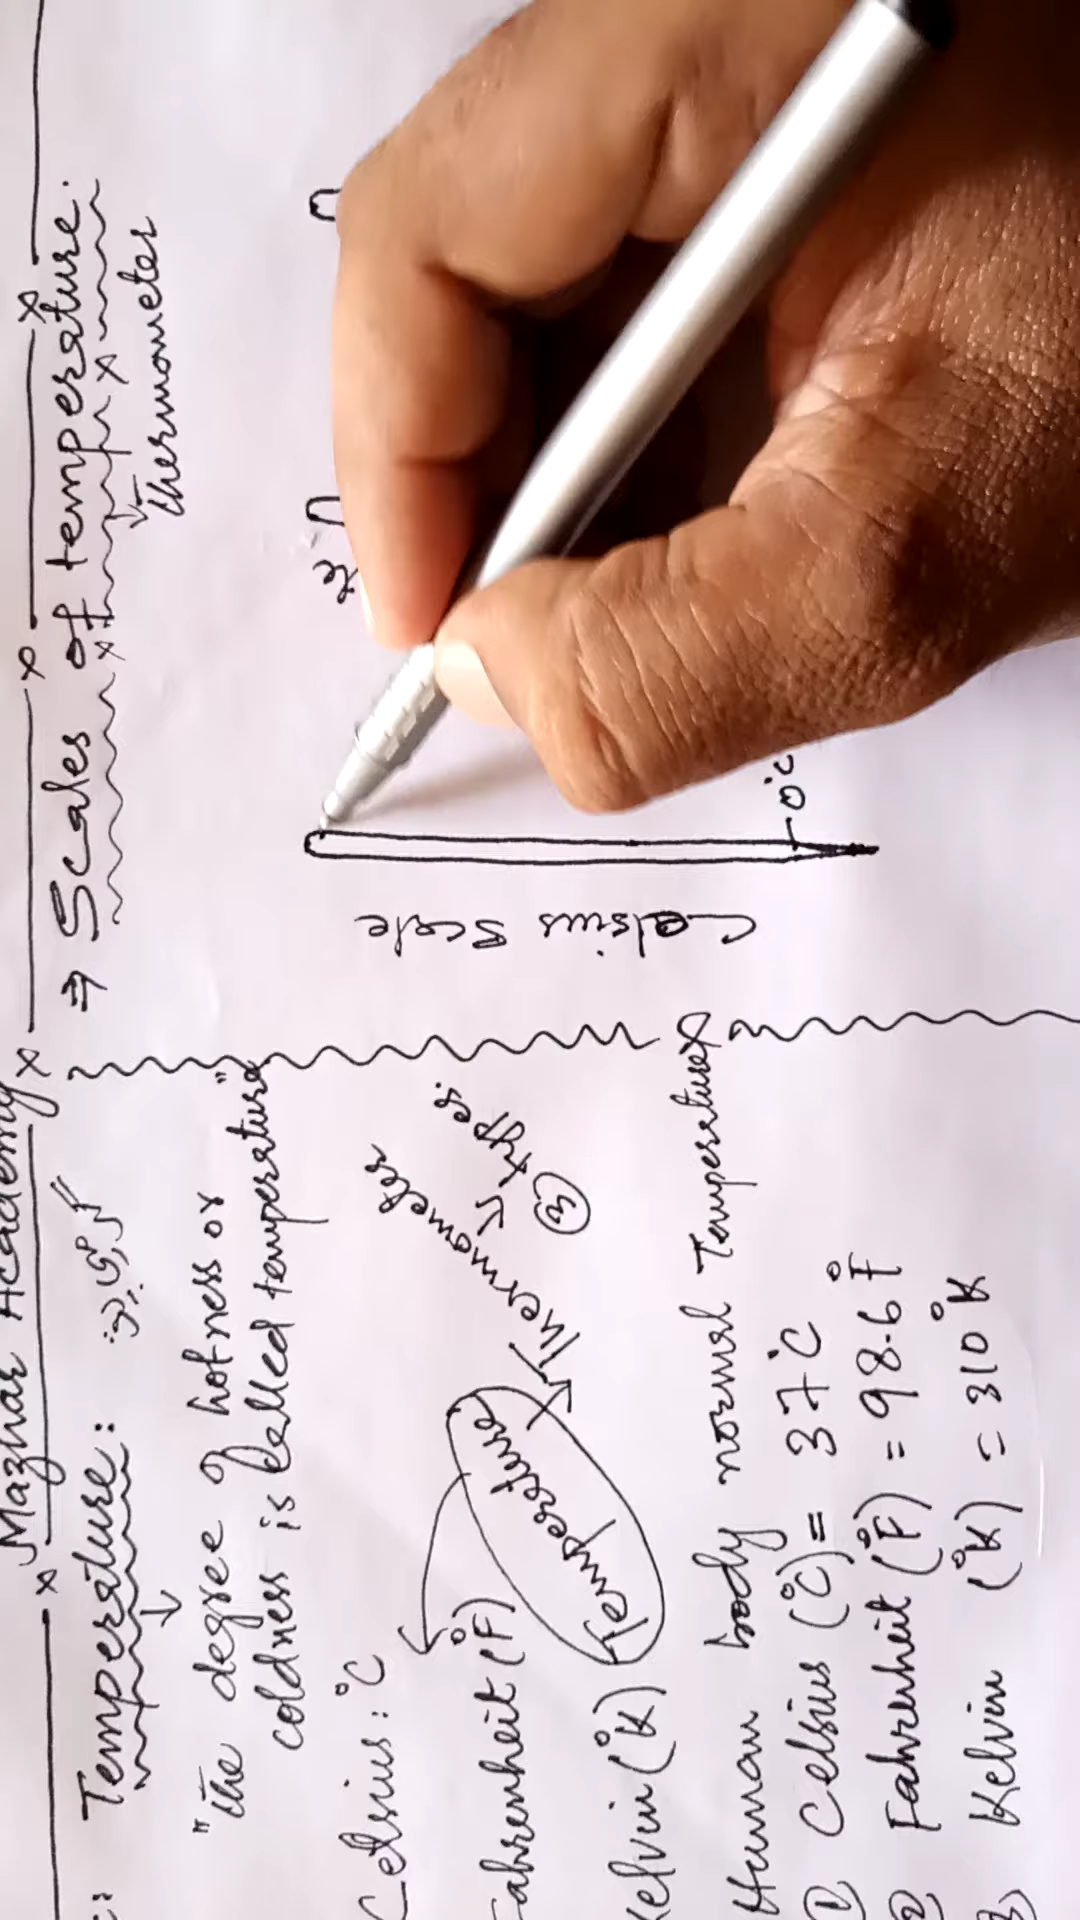 Mazhar Academy
Temperature:
"The degree of hotness or
coldness is called temperature"
Celsius: °C
Fahrenheit (°F)
Kelvin (°K)
Temperature
Thermometer
③ types.
Human body normal Temperature
① Celsius (°C) = 37°C
② Fahrenheit (°F) = 98.6 °F
Kelvin (°K) = 310 °K
⇒ Scales of temperature.
Thermometer
Celsius Scale
0°C